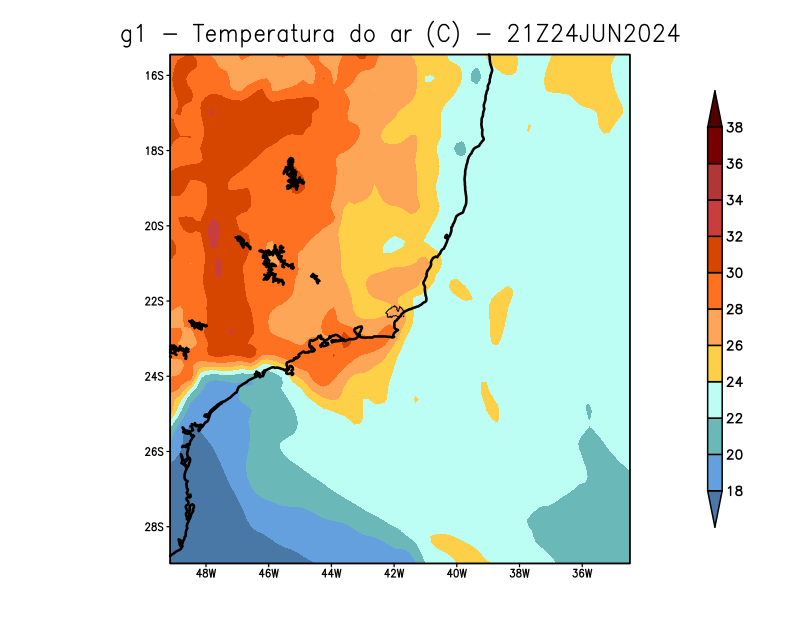 g1 – Temperatura do ar (C) – 21Z24JUN2024
16S
18S
20S
22S
24S
26S
28S
48W
46W
44W
42W
40W
38W
36W
38
36
34
32
30
28
26
24
22
20
18